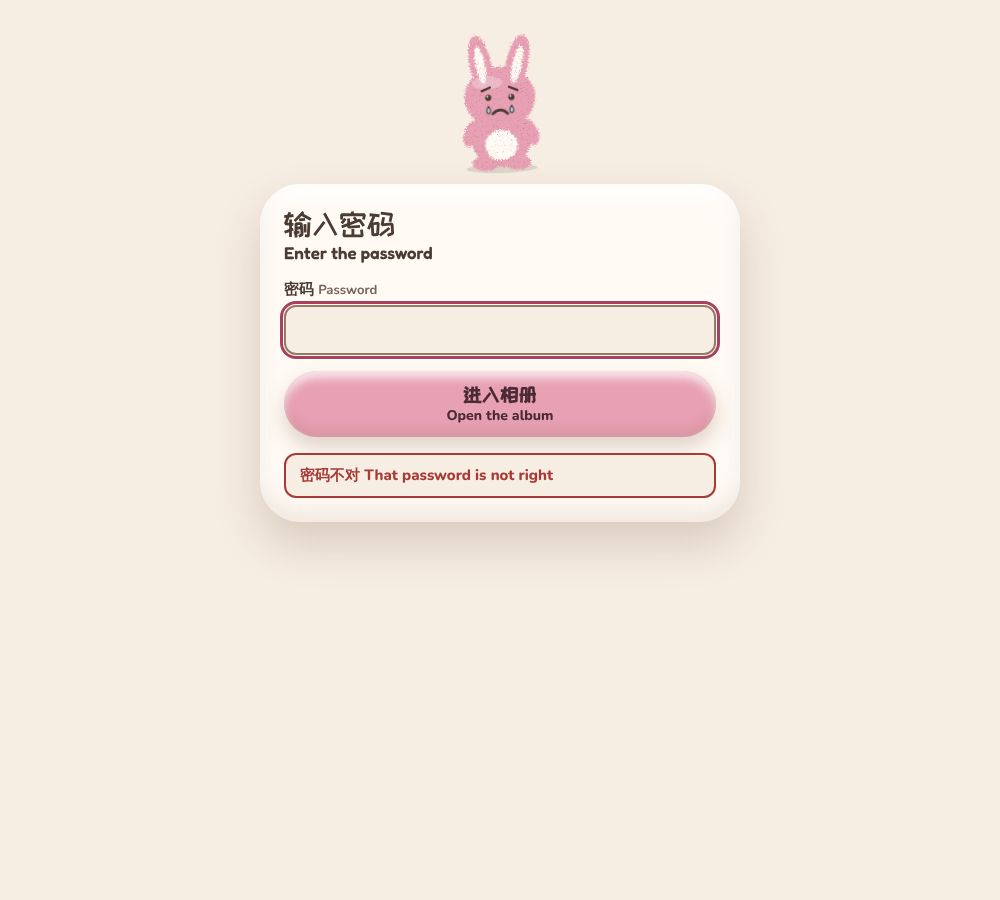 输入密码
Enter the password
密码 Password
进入相册
Open the album
密码不对 That password is not right